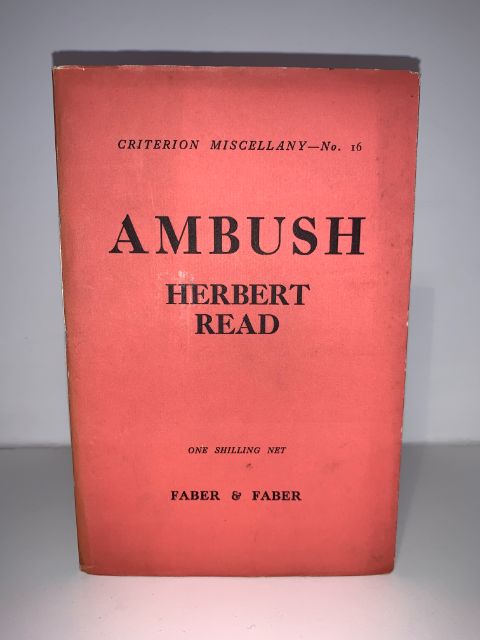 CRITERION MISCELLANY—No. 16
AMBUSH
HERBERT
READ
ONE SHILLING NET
FABER & FABER